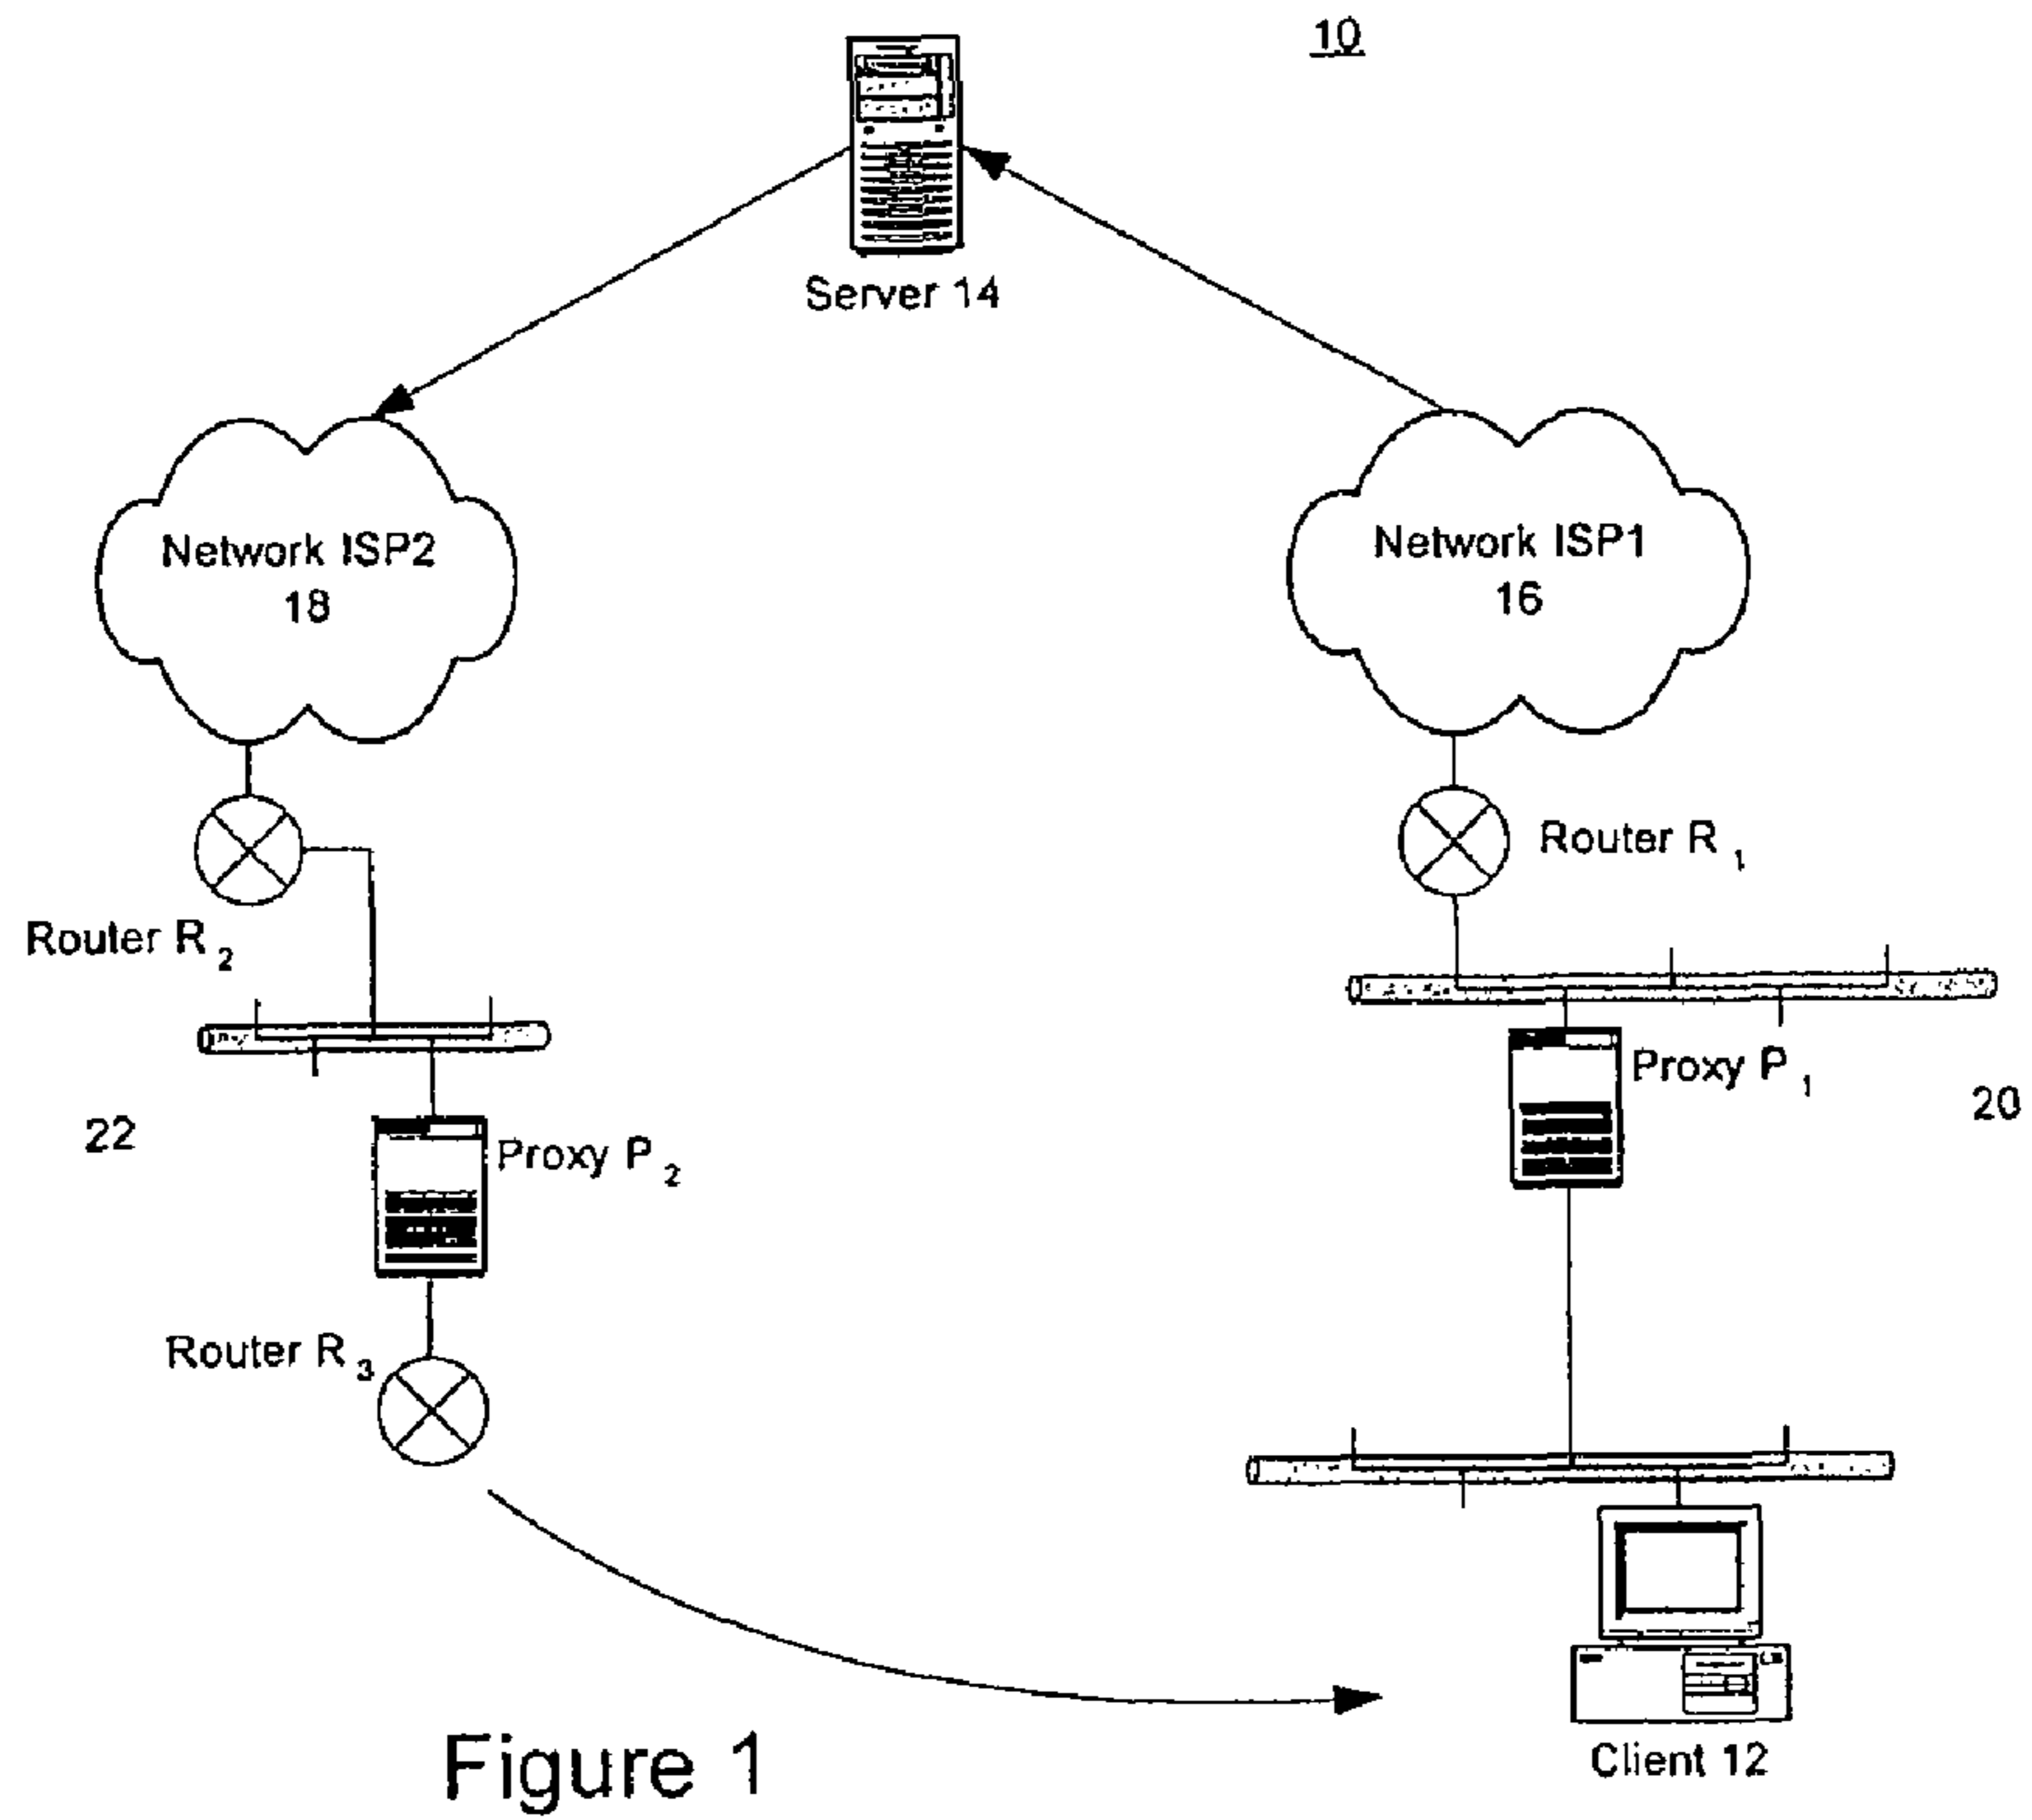 10
Server 14
Network ISP2
18
Network ISP1
16
Router R 1
Router R 2
Proxy P 1
20
22
Proxy P 2
Router R 3
Client 12
Figure 1